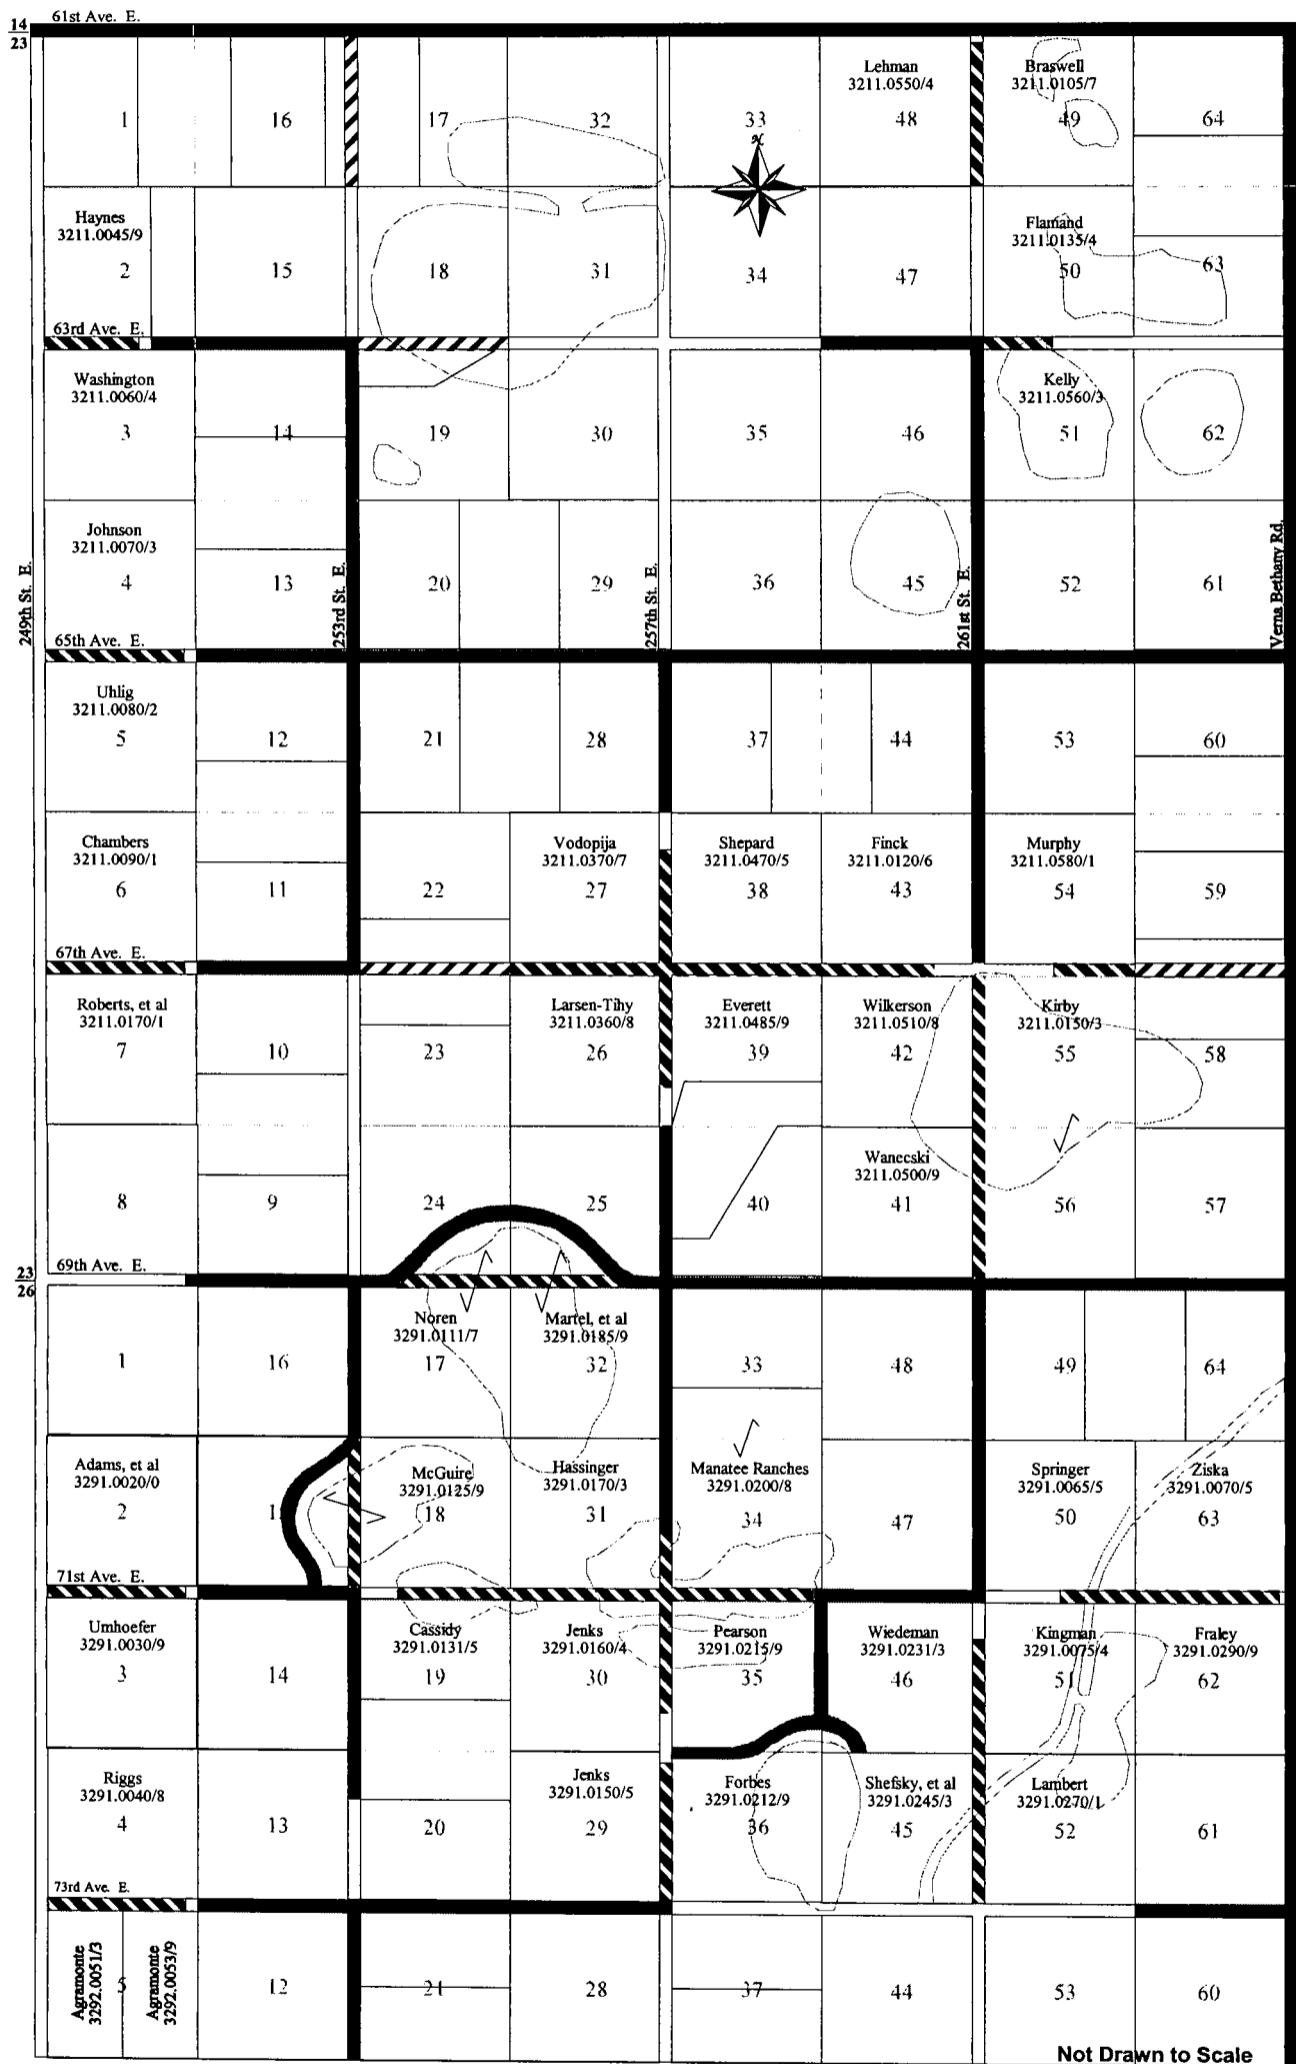 61st Ave. E.
14
23
Lehman
3211.0550/4
Braswell
3211.0105/7
1
16
17
32
33
48
49
64
N
Haynes
3211.0045/9
Flamand
3211.0135/4
2
15
18
31
34
47
50
63
63rd Ave. E.
Washington
3211.0060/4
Kelly
3211.0560/3
3
14
19
30
35
46
51
62
Johnson
3211.0070/3
4
13
20
29
36
45
52
61
249th St. E.
253rd St. E.
257th St. E.
261st St. E.
Verna Bethany Rd.
65th Ave. E.
Uhlig
3211.0080/2
5
12
21
28
37
44
53
60
Chambers
3211.0090/1
Vodopija
3211.0370/7
Shepard
3211.0470/5
Finck
3211.0120/6
Murphy
3211.0580/1
6
11
22
27
38
43
54
59
67th Ave. E.
Roberts, et al
3211.0170/1
Larsen-Tihy
3211.0360/8
Everett
3211.0485/9
Wilkerson
3211.0510/8
Kirby
3211.0150/3
7
10
23
26
39
42
55
58
Wanecski
3211.0500/9
8
9
24
25
40
41
56
57
69th Ave. E.
23
26
Noren
3291.0111/7
Martel, et al
3291.0185/9
1
16
17
32
33
48
49
64
Adams, et al
3291.0020/0
McGuire
3291.0125/9
Hassinger
3291.0170/3
Manatee Ranches
3291.0200/8
Springer
3291.0065/5
Ziska
3291.0070/5
2
18
31
34
47
50
63
71st Ave. E.
Umhoefer
3291.0030/9
Cassidy
3291.0131/5
Jenks
3291.0160/4
Pearson
3291.0215/9
Wiedeman
3291.0231/3
Kingman
3291.0075/4
Fraley
3291.0290/9
3
14
19
30
35
46
51
62
Riggs
3291.0040/8
Jenks
3291.0150/5
Forbes
3291.0212/9
Shefsky, et al
3291.0245/3
Lambert
3291.0270/1
4
13
20
29
36
45
52
61
73rd Ave. E.
Agramonte
3292.0051/3
Agramonte
3292.0053/9
5
12
21
28
37
44
53
60
Not Drawn to Scale